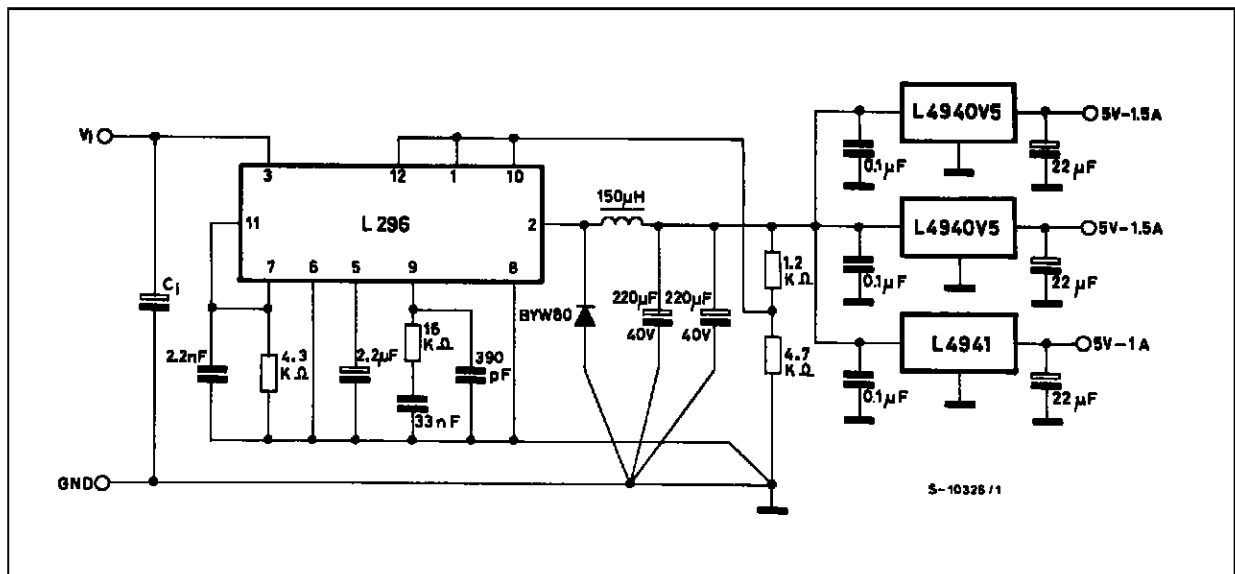 L4940V5
5V-1.5A
0.1µF
22µF
Vi
3
12
1
10
150µH
11
L296
2
L4940V5
5V-1.5A
0.1µF
22µF
7
6
5
9
8
1.2
KΩ
Ci
BYW80
220µF
40V
220µF
40V
L4941
5V-1A
2.2nF
4.3
KΩ
2.2µF
15
KΩ
390
pF
33nF
4.7
KΩ
0.1µF
22µF
GND
S-10326/1